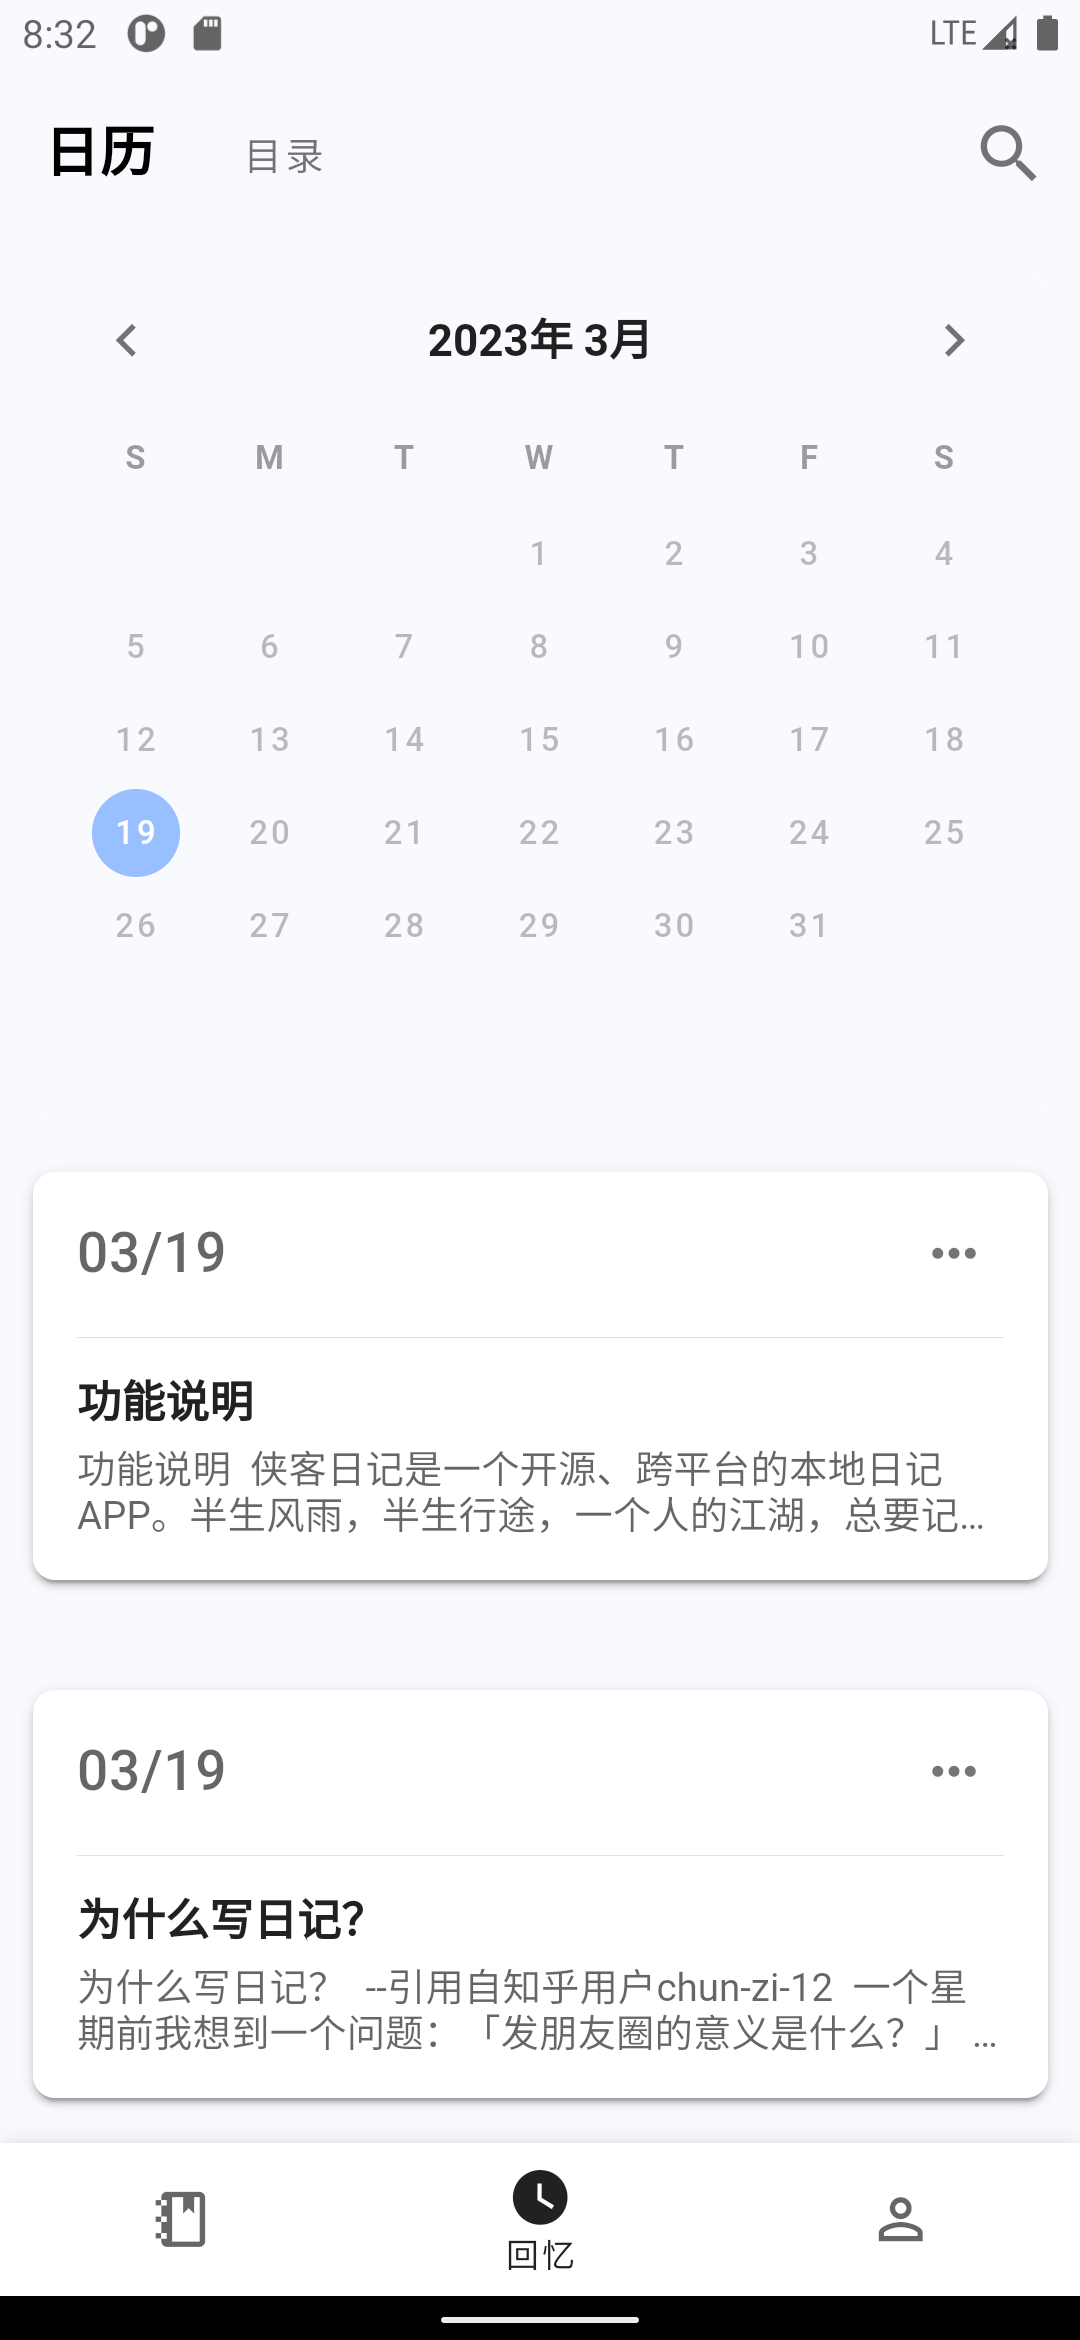 8:32
LTE
日历 目录
2023年 3月
S M T W T F S
1 2 3 4
5 6 7 8 9 10 11
12 13 14 15 16 17 18
19 20 21 22 23 24 25
26 27 28 29 30 31
03/19
功能说明
功能说明 侠客日记是一个开源、跨平台的本地日记
APP。半生风雨，半生行途，一个人的江湖，总要记...
03/19
为什么写日记?
为什么写日记？ --引用自知乎用户chun-zi-12 一个星
期前我想到一个问题：「发朋友圈的意义是什么？」 ...
回忆